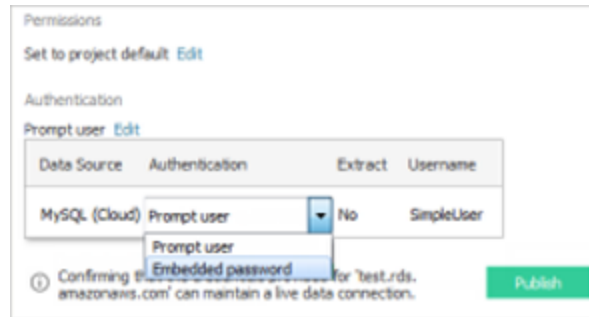 Permissions
Set to project default Edit
Authentication
Prompt user Edit
Data Source Authentication Extract Username
MySQL (Cloud) Prompt user No SimpleUser
Prompt user
Embedded password
Confirming for 'test.rds.
amazonaws.com' can maintain a live data connection.
Publish